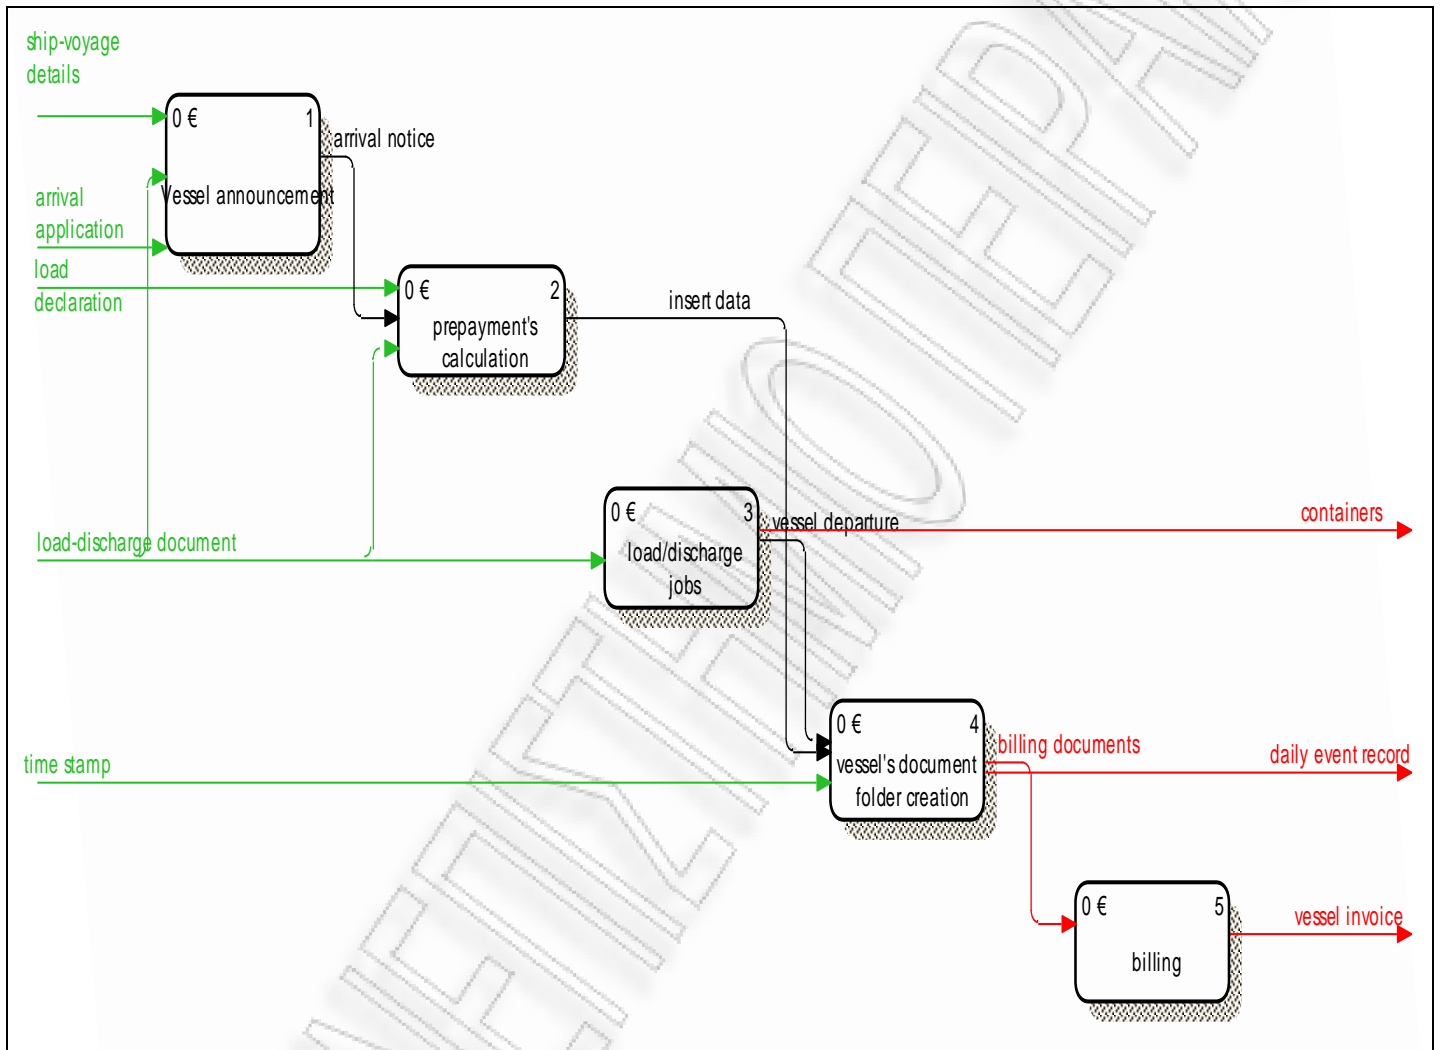 ship-voyage
details
0 € 1
arrival notice
Vessel announcement
arrival
application
load
declaration
0 € 2
prepayment's
calculation
insert data
0 € 3
load/discharge
jobs
vessel departure
containers
load-discharge document
time stamp
0 € 4
vessel's document
folder creation
billing documents
daily event record
0 € 5
billing
vessel invoice